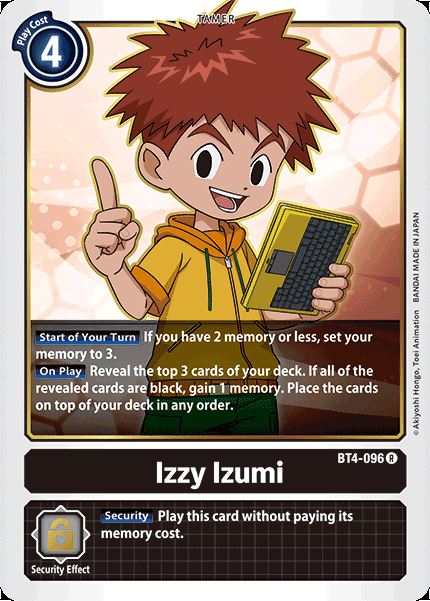 TAMER
Play Cost
4
Start of Your Turn If you have 2 memory or less, set your
memory to 3.
On Play Reveal the top 3 cards of your deck. If all of the
revealed cards are black, gain 1 memory. Place the cards
on top of your deck in any order.
©Akiyoshi Hongo, Toei Animation BANDAI MADE IN JAPAN
BT4-096 R
Izzy Izumi
Security Play this card without paying its
memory cost.
Security Effect